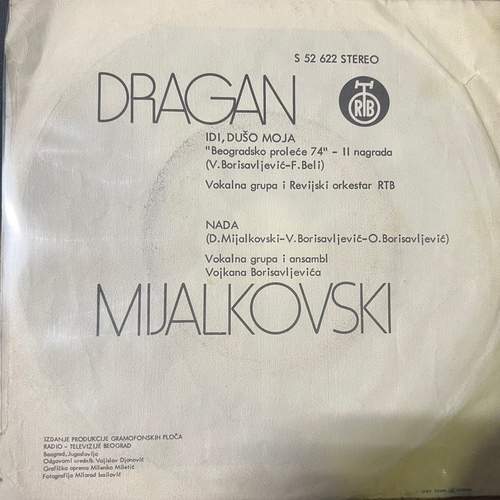 S 52 622 STEREO
DRAGAN
RTB
IDI, DUŠO MOJA
"Beogradsko proleće 74" - II nagrada
(V. Borisavljević-F. Beli)
Vokalna grupa i Revijski orkestar RTB
NADA
(D. Mijalkovski-V. Borisavljević-O. Borisavljević)
Vokalna grupa i ansambl
Vojkana Borisavljevića
MIJALKOVSKI
IZDANJE PRODUKCIJE GRAMOFONSKIH PLOČA
RADIO - TELEVIZIJE BEOGRAD
Beograd, Jugoslavija
Odgovorni urednik: Vojislav Djonović
Grafička oprema Milenko Miletić
Fotografija Milorad Isailović